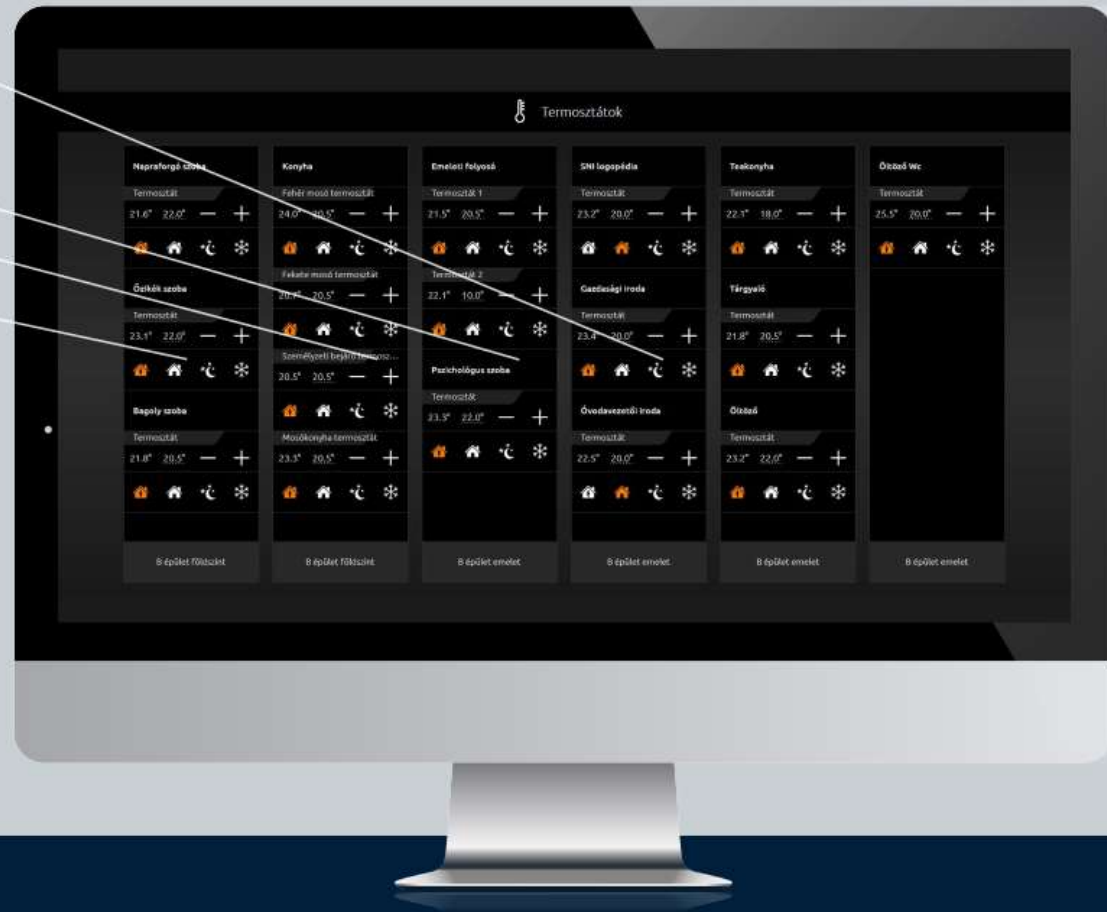 Termosztátok
Napraforgó szoba
Termosztát
21.6° 22.0°
Őzikék szoba
Termosztát
23.1° 22.0°
Bagoly szoba
Termosztát
21.8° 20.5°
B épület földszint
Konyha
Fehér mosó termosztát
24.0° 20.5°
Fekete mosó termosztát
20.7° 20.5°
Személyzeti bejáró termosz...
20.5° 20.5°
Mosókonyha termosztát
23.3° 20.5°
B épület földszint
Emeleti folyosó
Termosztát 1
21.5° 20.5°
Termosztát 2
22.1° 10.0°
Pszichológus szoba
Termosztát
23.3° 22.0°
B épület emelet
SNI logopédia
Termosztát
23.2° 20.0°
Gazdasági iroda
Termosztát
23.4° 20.0°
Óvodavezetői iroda
Termosztát
22.5° 20.0°
B épület emelet
Teakonyha
Termosztát
22.1° 18.0°
Tárgyaló
Termosztát
21.8° 20.5°
Öltöző
Termosztát
23.2° 22.0°
B épület emelet
Öltöző Wc
Termosztát
25.5° 20.0°
B épület emelet